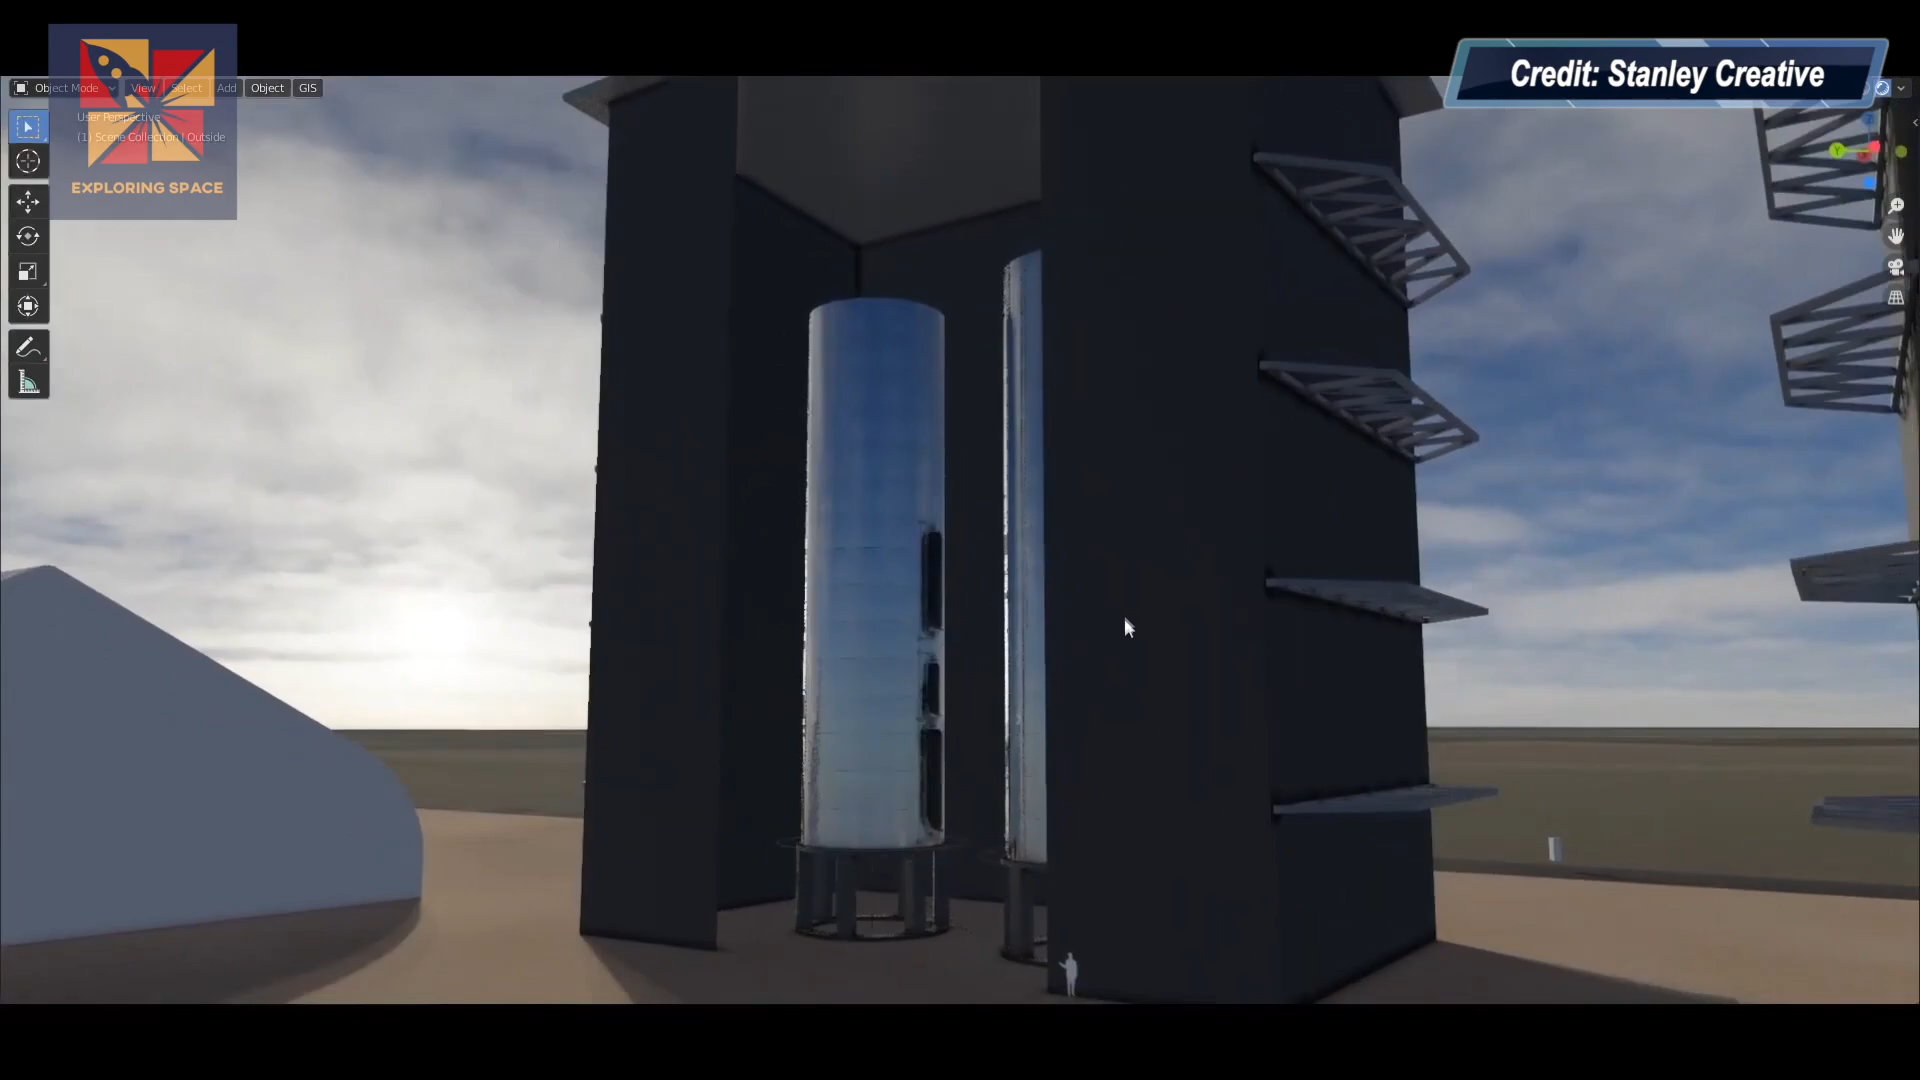 Credit: Stanley Creative
Object Mode View Select Add Object GIS
User Perspective
(1) Scene Collection | Outside
EXPLORING SPACE